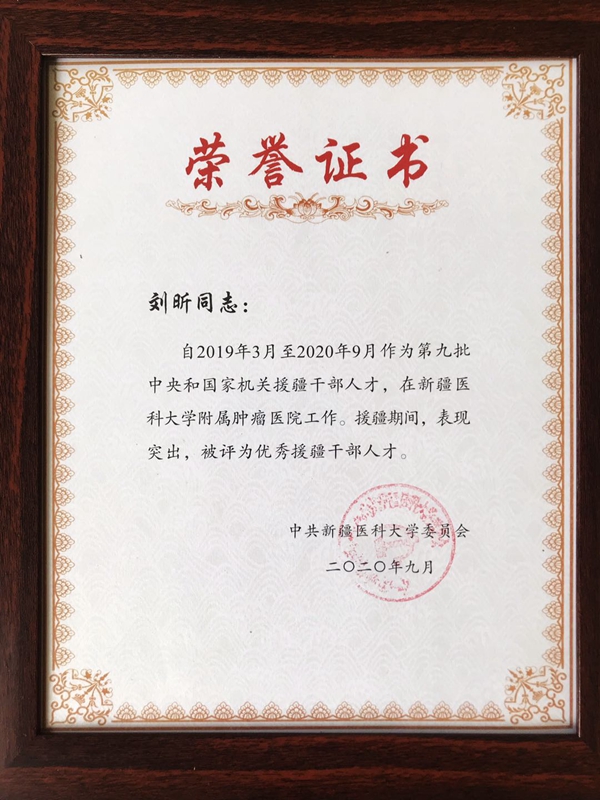 荣誉证书
刘昕同志：
自2019年3月至2020年9月作为第九批
中央和国家机关援疆干部人才，在新疆医
科大学附属肿瘤医院工作。援疆期间，表现
突出，被评为优秀援疆干部人才。
中共新疆医科大学委员会
二〇二〇年九月